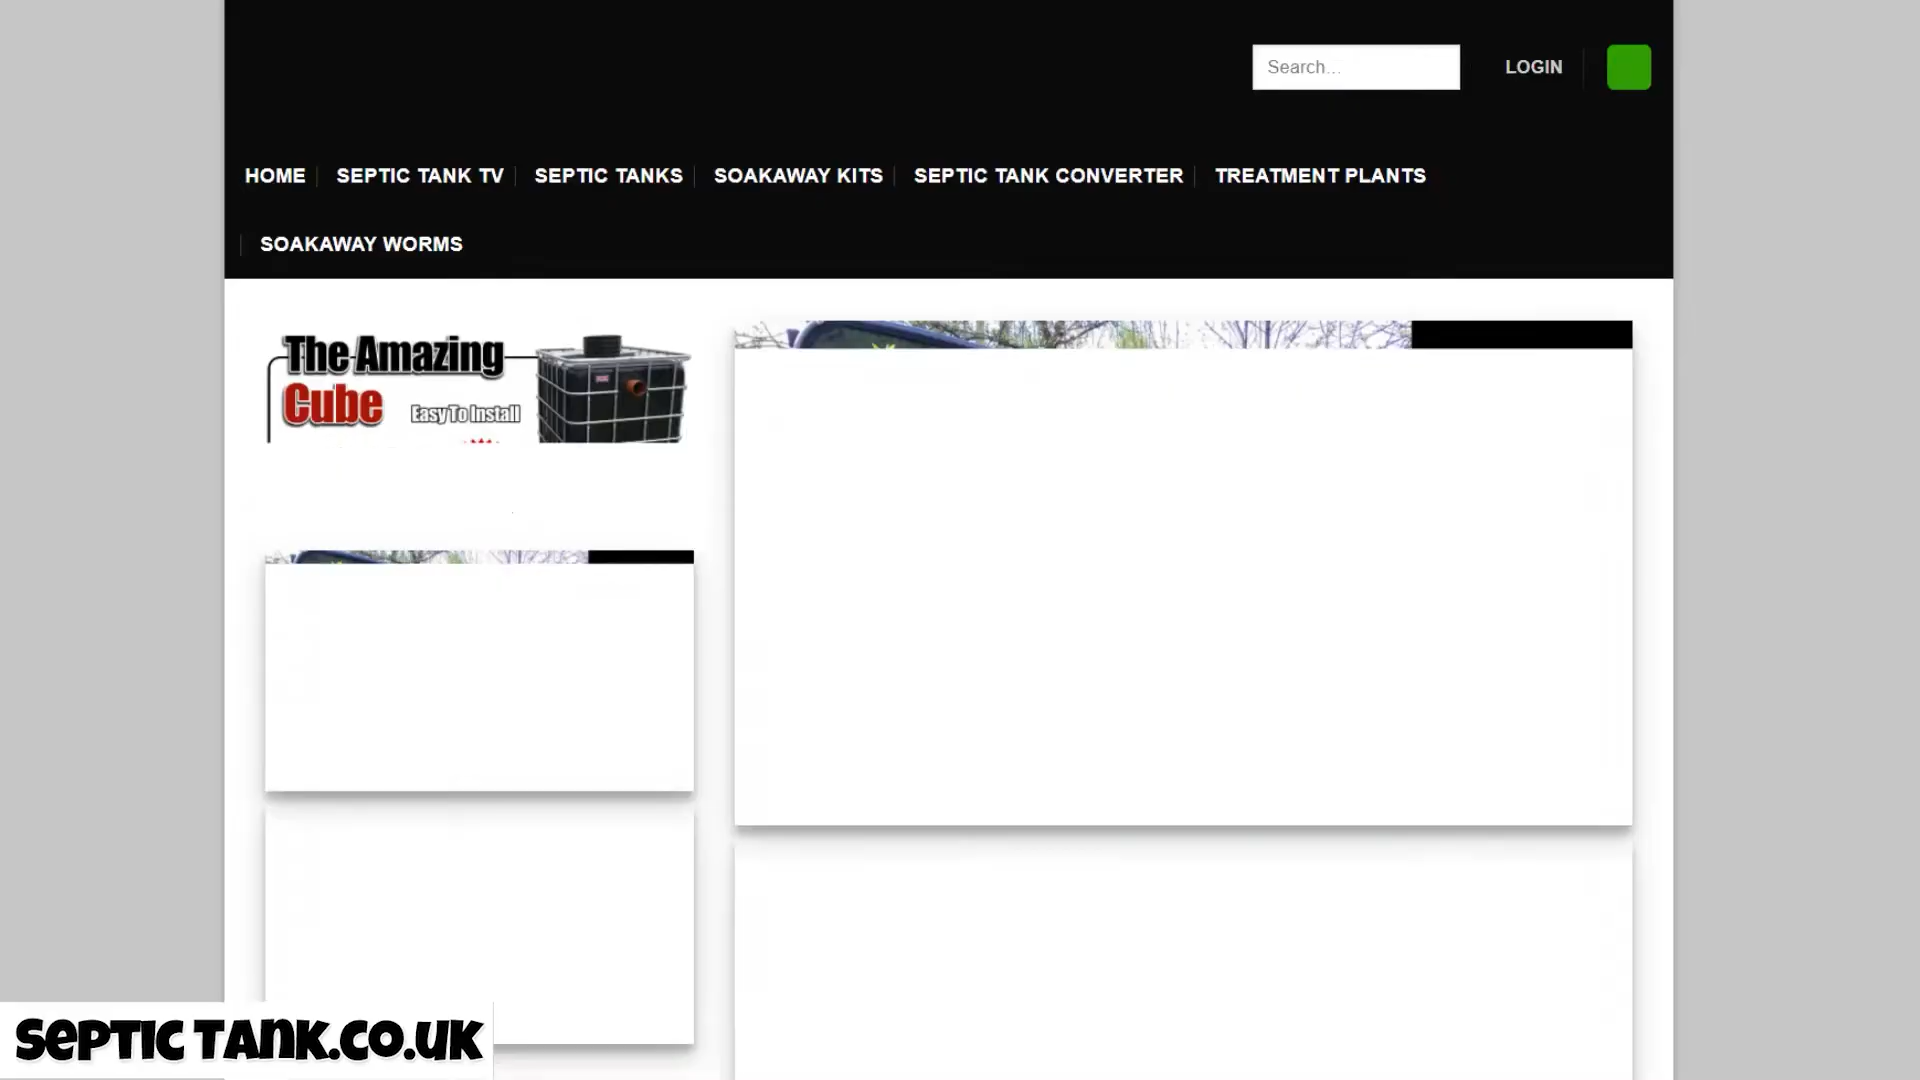 Search...
LOGIN
HOME SEPTIC TANK TV SEPTIC TANKS SOAKAWAY KITS SEPTIC TANK CONVERTER TREATMENT PLANTS
SOAKAWAY WORMS
The Amazing
Cube Easy To Install
SEPTIC TANK.CO.UK